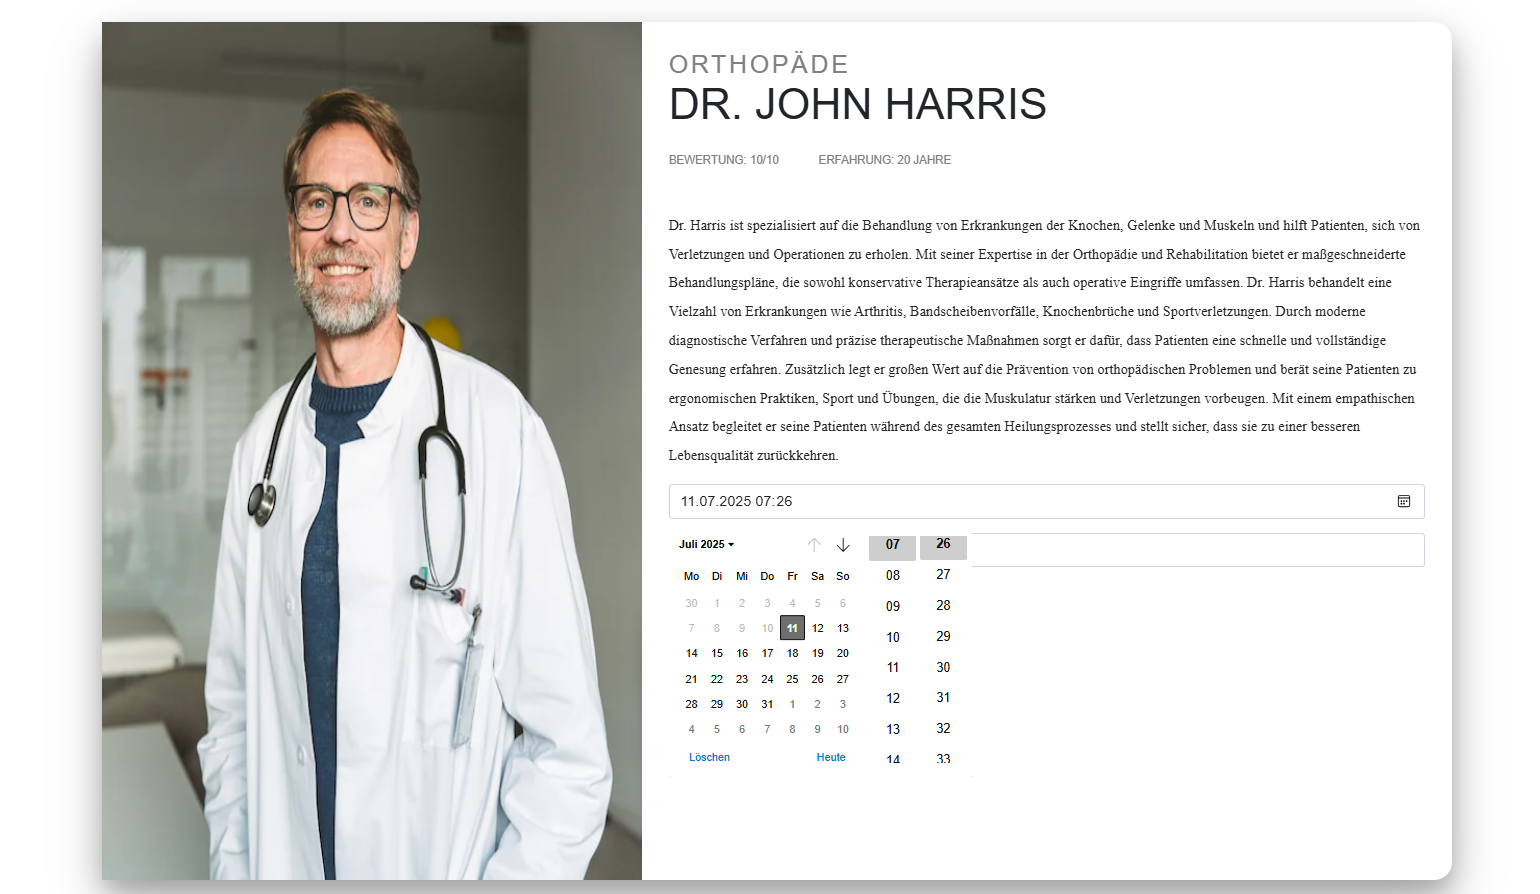 ORTHOPÄDE
DR. JOHN HARRIS
BEWERTUNG: 10/10 ERFAHRUNG: 20 JAHRE
Dr. Harris ist spezialisiert auf die Behandlung von Erkrankungen der Knochen, Gelenke und Muskeln und hilft Patienten, sich von
Verletzungen und Operationen zu erholen. Mit seiner Expertise in der Orthopädie und Rehabilitation bietet er maßgeschneiderte
Behandlungspläne, die sowohl konservative Therapieansätze als auch operative Eingriffe umfassen. Dr. Harris behandelt eine
Vielzahl von Erkrankungen wie Arthritis, Bandscheibenvorfälle, Knochenbrüche und Sportverletzungen. Durch moderne
diagnostische Verfahren und präzise therapeutische Maßnahmen sorgt er dafür, dass Patienten eine schnelle und vollständige
Genesung erfahren. Zusätzlich legt er großen Wert auf die Prävention von orthopädischen Problemen und berät seine Patienten zu
ergonomischen Praktiken, Sport und Übungen, die die Muskulatur stärken und Verletzungen vorbeugen. Mit einem empathischen
Ansatz begleitet er seine Patienten während des gesamten Heilungsprozesses und stellt sicher, dass sie zu einer besseren
Lebensqualität zurückkehren.
11.07.2025 07:26
Juli 2025 07 26
Mo Di Mi Do Fr Sa So 08 27
30 1 2 3 4 5 6 09 28
7 8 9 10 11 12 13 10 29
14 15 16 17 18 19 20 11 30
21 22 23 24 25 26 27 12 31
28 29 30 31 1 2 3 13 32
4 5 6 7 8 9 10 14 33
Löschen Heute